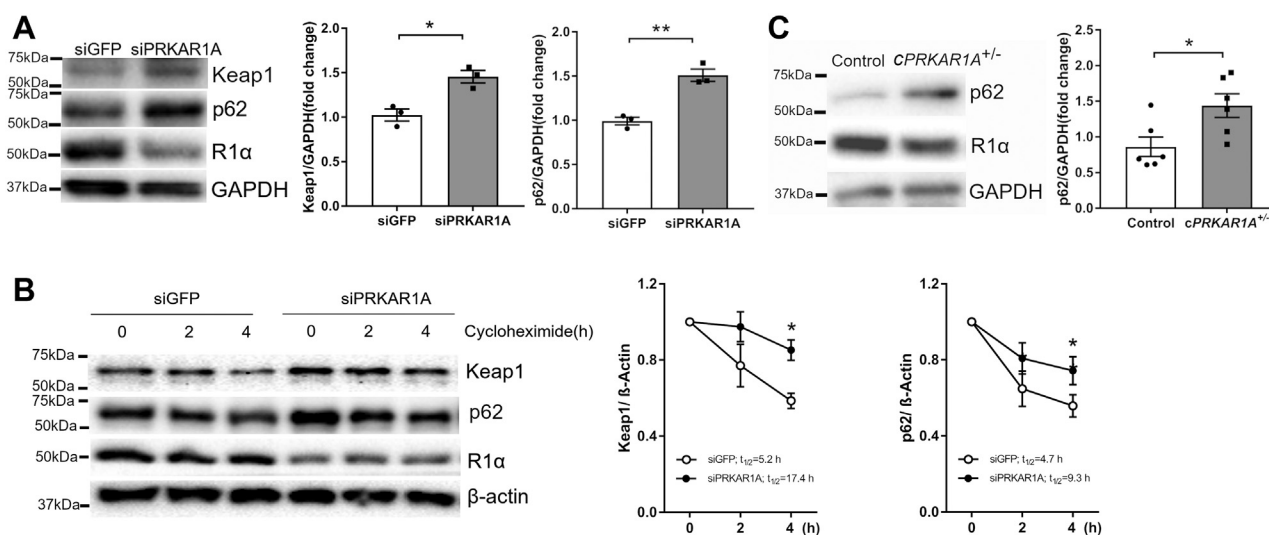 A
siGFP siPRKAR1A
75kDa
50kDa
75kDa
50kDa
50kDa
37kDa
Keap1
p62
R1α
GAPDH
Keap1/GAPDH(fold change)
2.0
1.5
1.0
0.5
0.0
*
siGFP siPRKAR1A
p62/GAPDH(fold change)
2.0
1.5
1.0
0.5
0.0
**
siGFP siPRKAR1A
C
Control cPRKAR1A+/-
75kDa
50kDa
50kDa
37kDa
p62
R1α
GAPDH
p62/GAPDH(fold change)
2.5
2.0
1.5
1.0
0.5
0.0
*
Control cPRKAR1A+/-
B
siGFP siPRKAR1A
0 2 4 0 2 4 Cycloheximide(h)
75kDa
50kDa
75kDa
50kDa
50kDa
37kDa
Keap1
p62
R1α
β-actin
Keap1/ ß-Actin
1.2
0.8
0.4
0.0
*
siGFP; t1/2=5.2 h
siPRKAR1A; t1/2=17.4 h
0 2 4 (h)
p62/ ß-Actin
1.2
0.8
0.4
0.0
*
siGFP; t1/2=4.7 h
siPRKAR1A; t1/2=9.3 h
0 2 4 (h)